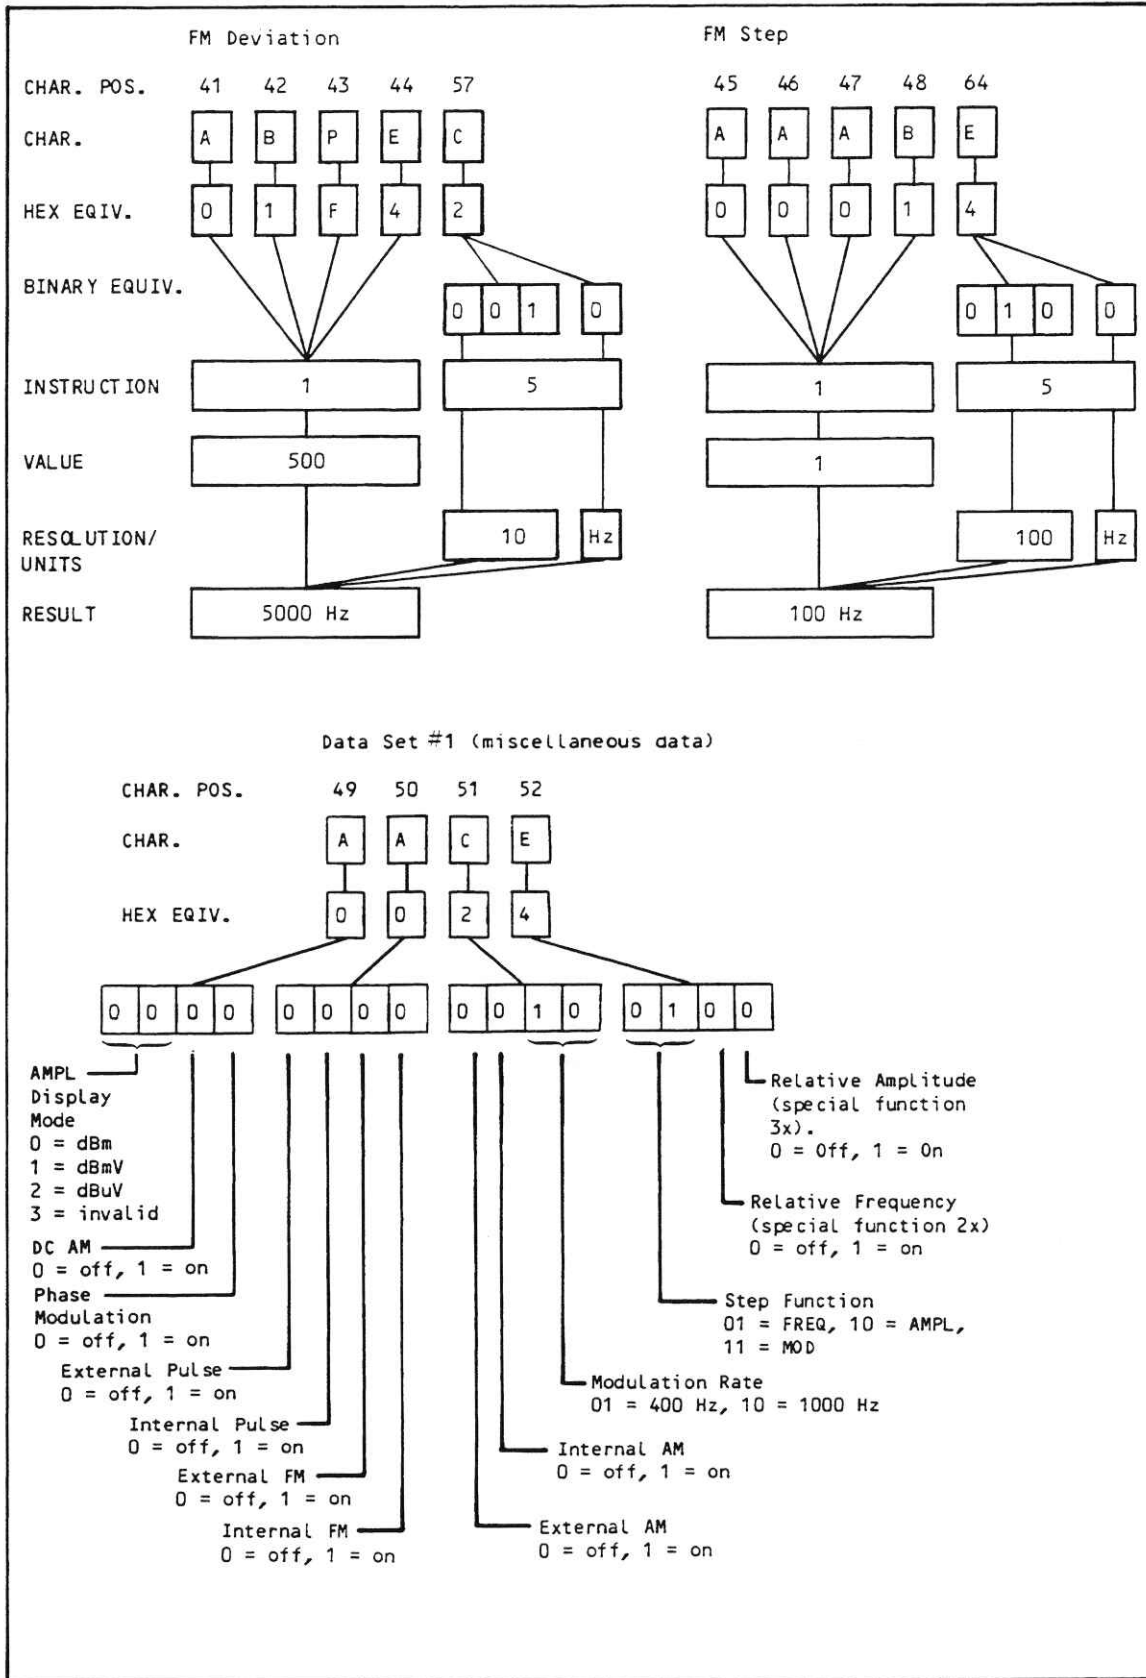 FM Deviation
FM Step
CHAR. POS. 41 42 43 44 57
45 46 47 48 64
CHAR. A B P E C
A A A B E
HEX EQIV. 0 1 F 4 2
0 0 0 1 4
BINARY EQUIV. 0 0 1 0
0 1 0 0
INSTRUCTION 1 5
1 5
VALUE 500
1
RESOLUTION/ 10 Hz
100 Hz
UNITS
RESULT 5000 Hz
100 Hz
Data Set #1 (miscellaneous data)
CHAR. POS. 49 50 51 52
CHAR. A A C E
HEX EQIV. 0 0 2 4
0 0 0 0 0 0 0 0 0 0 1 0 0 1 0 0
AMPL
Display
Mode
0 = dBm
1 = dBmV
2 = dBuV
3 = invalid
DC AM
0 = off, 1 = on
Phase
Modulation
0 = off, 1 = on
External Pulse
0 = off, 1 = on
Internal Pulse
0 = off, 1 = on
External FM
0 = off, 1 = on
Internal FM
0 = off, 1 = on
Relative Amplitude
(special function
3x).
0 = Off, 1 = On
Relative Frequency
(special function 2x)
0 = off, 1 = on
Step Function
01 = FREQ, 10 = AMPL,
11 = MOD
Modulation Rate
01 = 400 Hz, 10 = 1000 Hz
Internal AM
0 = off, 1 = on
External AM
0 = off, 1 = on